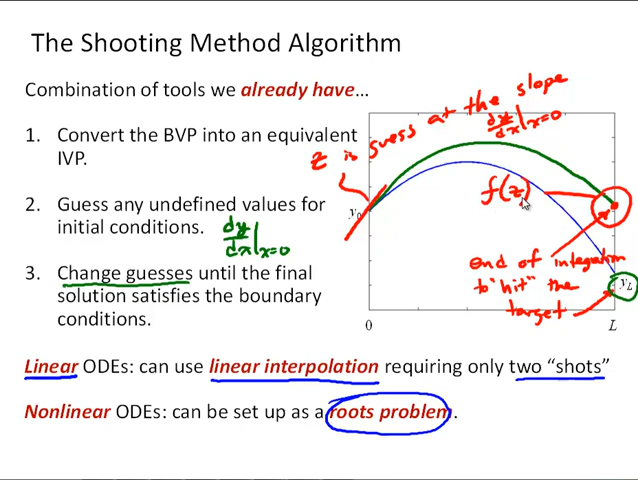 The Shooting Method Algorithm
Combination of tools we already have…
1. Convert the BVP into an equivalent
IVP.
2. Guess any undefined values for
initial conditions.
dy/dx|x=0
3. Change guesses until the final
solution satisfies the boundary
conditions.
z is guess at the slope
dy/dx|x=0
y0
f(z)
end of integration
to "hit" the
target
yL
0
L
Linear ODEs: can use linear interpolation requiring only two “shots”
Nonlinear ODEs: can be set up as a roots problem.